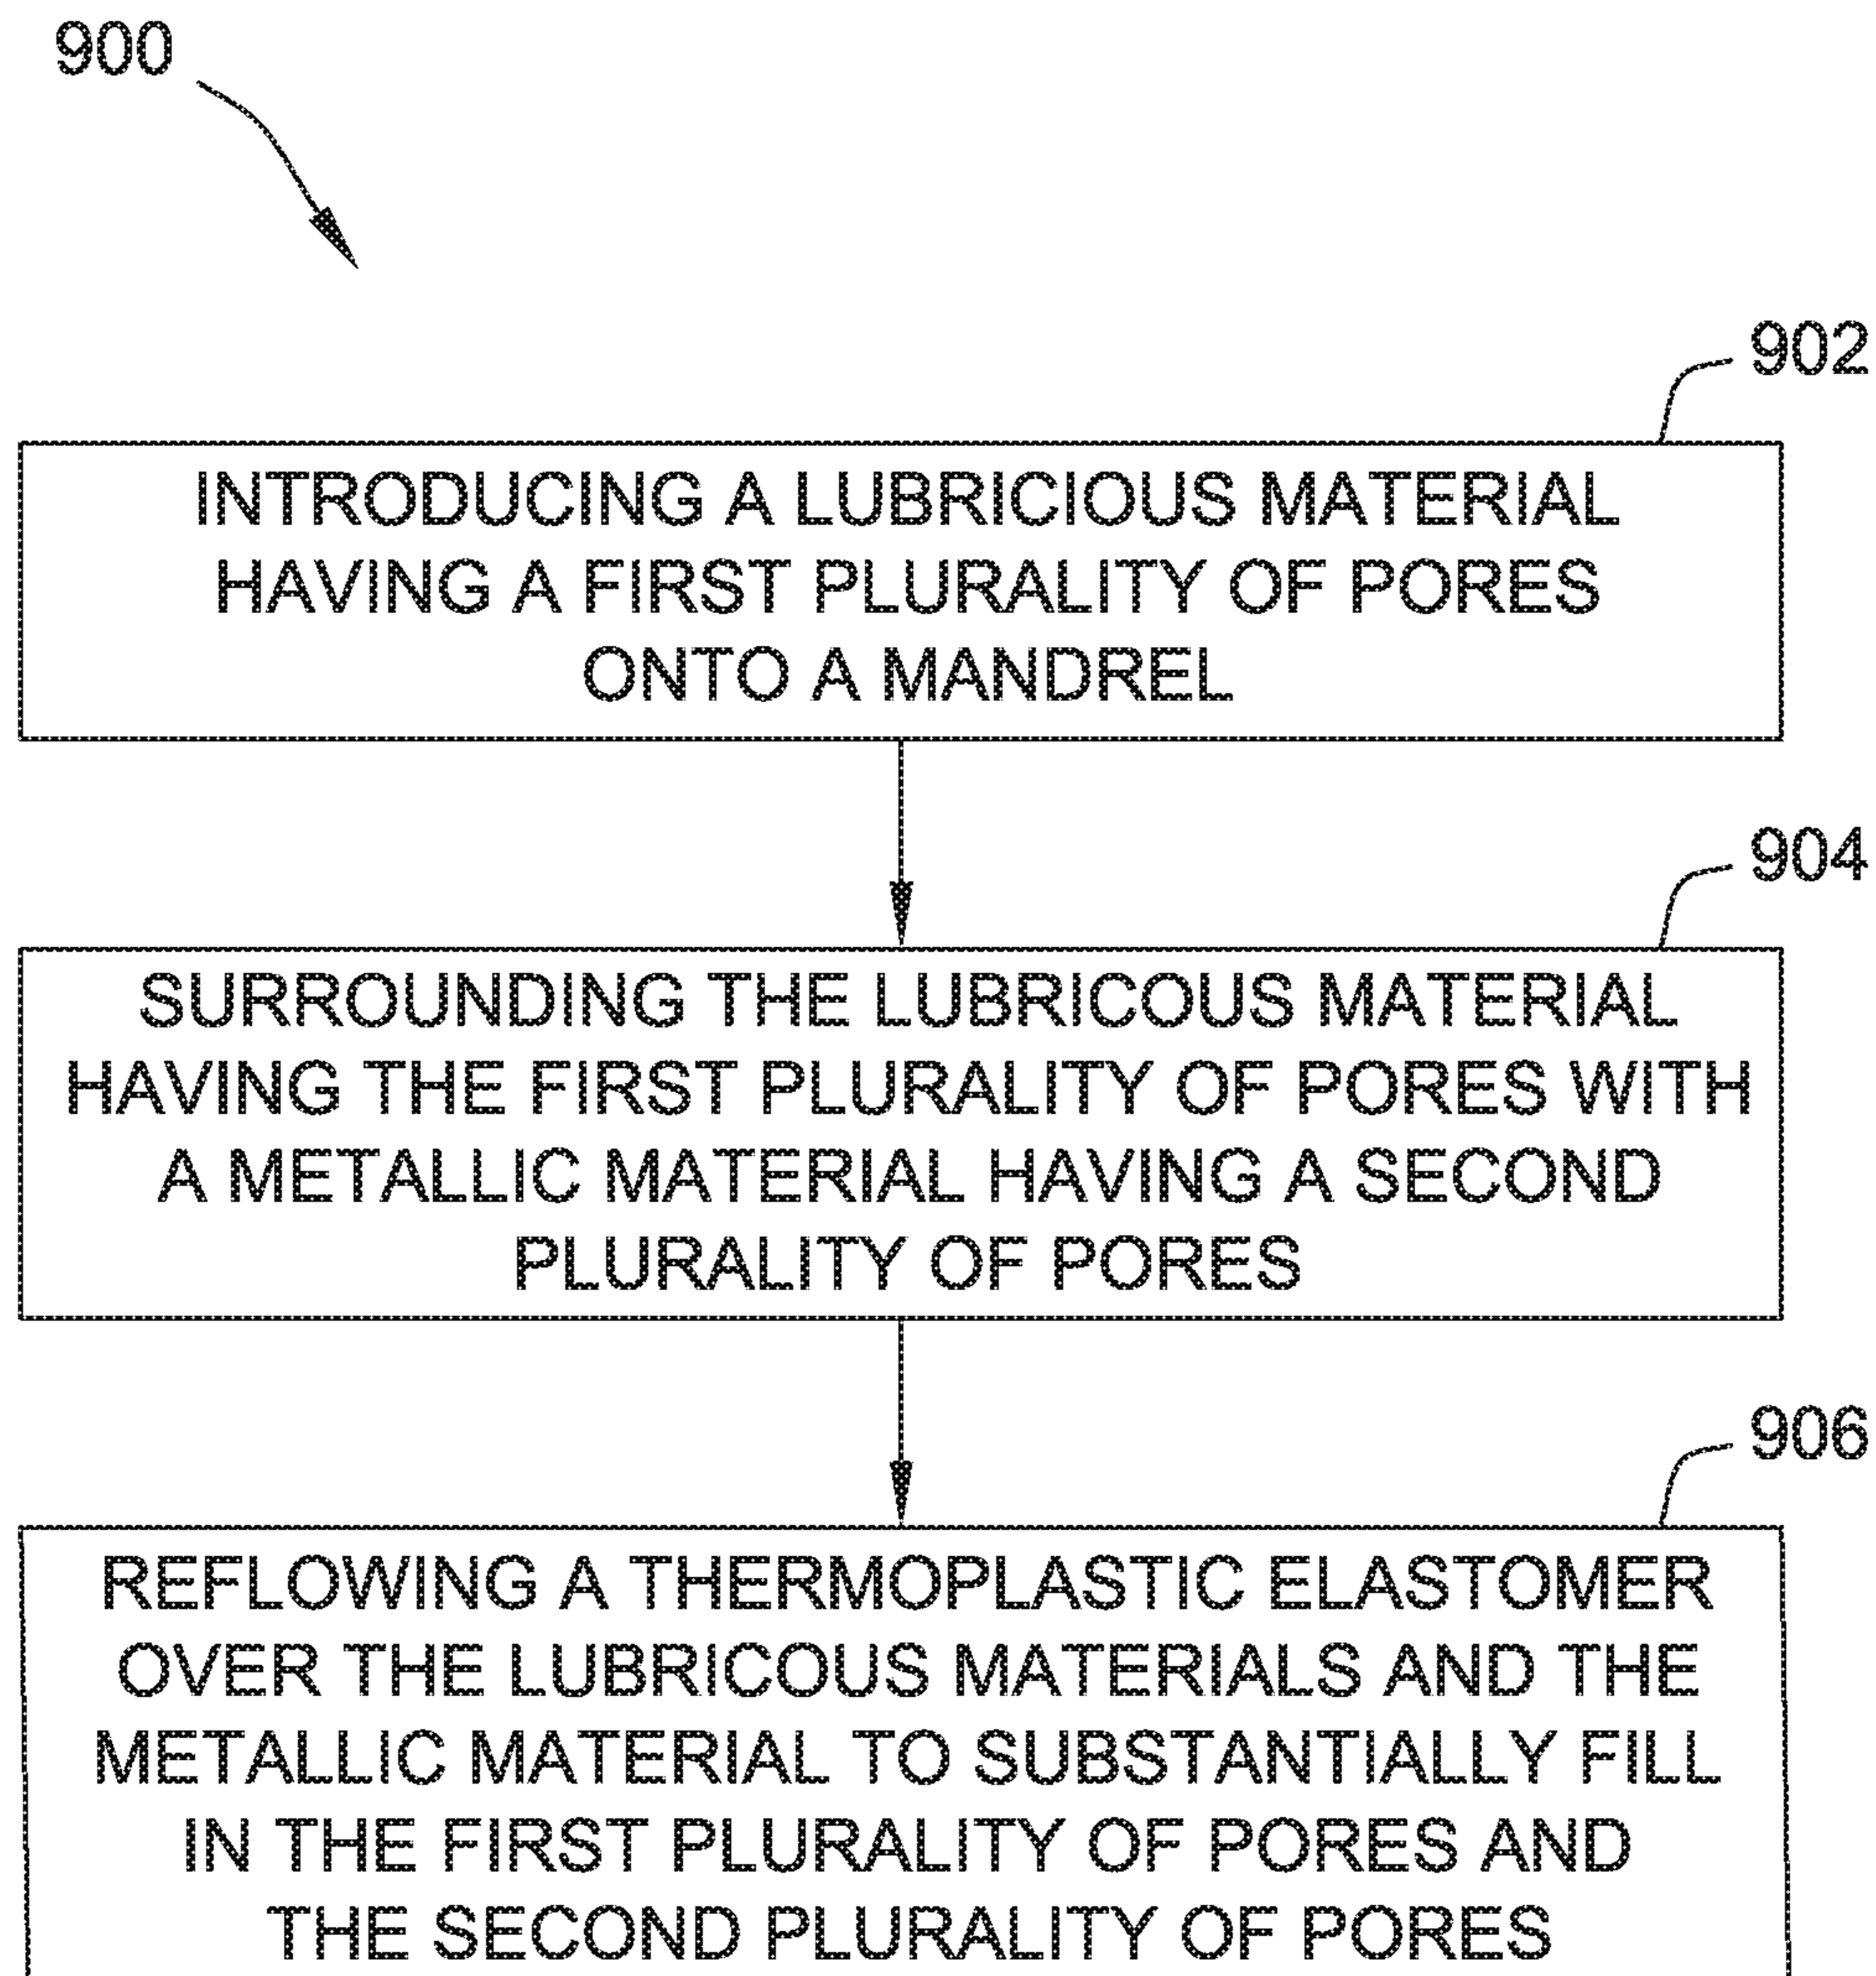 900
902
INTRODUCING A LUBRICIOUS MATERIAL
HAVING A FIRST PLURALITY OF PORES
ONTO A MANDREL
904
SURROUNDING THE LUBRICOUS MATERIAL
HAVING THE FIRST PLURALITY OF PORES WITH
A METALLIC MATERIAL HAVING A SECOND
PLURALITY OF PORES
906
REFLOWING A THERMOPLASTIC ELASTOMER
OVER THE LUBRICOUS MATERIALS AND THE
METALLIC MATERIAL TO SUBSTANTIALLY FILL
IN THE FIRST PLURALITY OF PORES AND
THE SECOND PLURALITY OF PORES